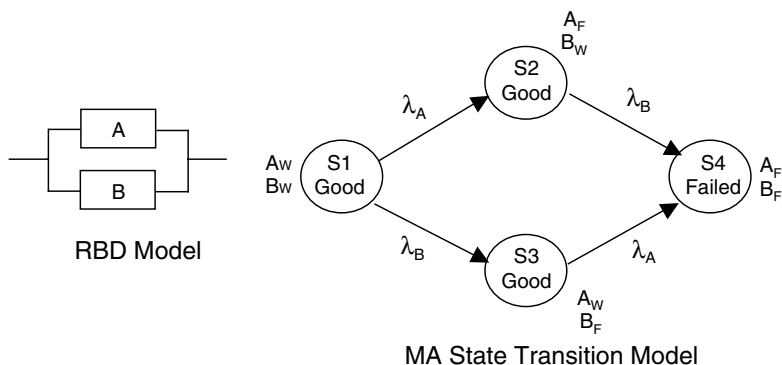 A
B
RBD Model
Aw
Bw
S1
Good
λA
λB
S2
Good
AF
BW
S3
Good
AW
BF
λB
λA
S4
Failed
AF
BF
MA State Transition Model